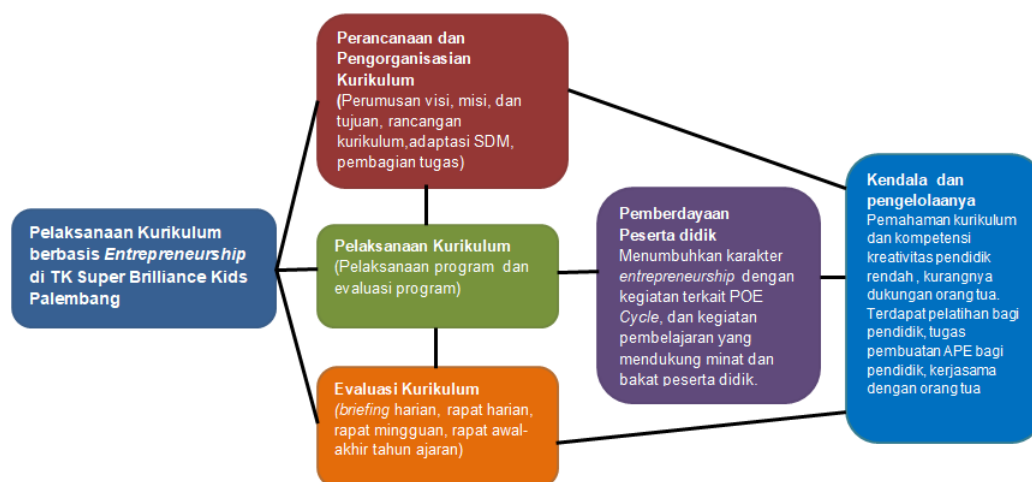 Perancanaan dan
Pengorganisasian
Kurikulum
(Perumusan visi, misi, dan
tujuan, rancangan
kurikulum,adaptasi SDM,
pembagian tugas)
Pelaksanaan Kurikulum
berbasis Entrepreneurship
di TK Super Brilliance Kids
Palembang
Pelaksanaan Kurikulum
(Pelaksanaan program dan
evaluasi program)
Evaluasi Kurikulum
(briefing harian, rapat harian,
rapat mingguan, rapat awal-
akhir tahun ajaran)
Pemberdayaan
Peserta didik
Menumbuhkan karakter
entrepreneurship dengan
kegiatan terkait POE
Cycle, dan kegiatan
pembelajaran yang
mendukung minat dan
bakat peserta didik.
Kendala dan
pengelolaanya
Pemahaman kurikulum
dan kompetensi
kreativitas pendidik
rendah , kurangnya
dukungan orang tua.
Terdapat pelatihan bagi
pendidik, tugas
pembuatan APE bagi
pendidik, kerjasama
dengan orang tua